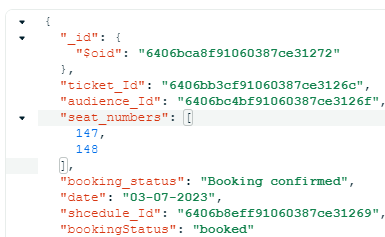 {
"_id": {
"$oid": "6406bca8f91060387ce31272"
},
"ticket_Id": "6406bb3cf91060387ce3126c",
"audience_Id": "6406bc4bf91060387ce3126f",
"seat_numbers": [
147,
148
],
"booking_status": "Booking confirmed",
"date": "03-07-2023",
"shcedule_Id": "6406b8eff91060387ce31269",
"bookingStatus": "booked"